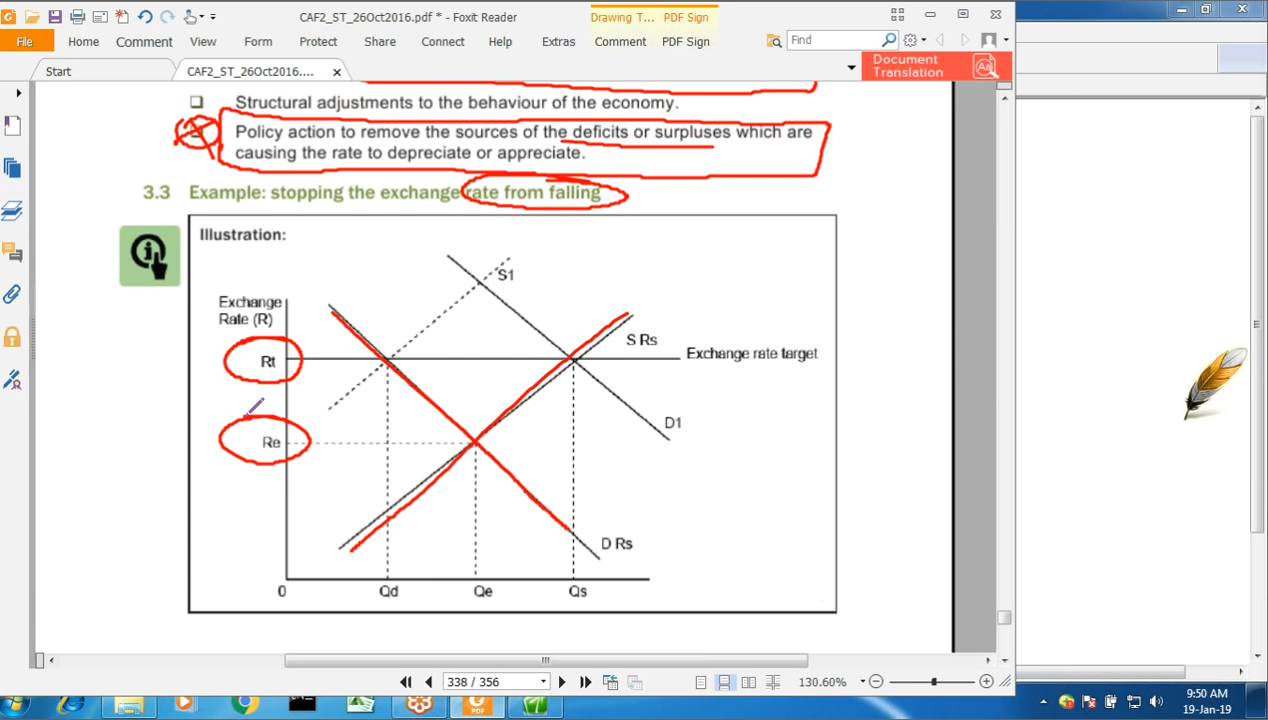 CAF2_ST_26Oct2016.pdf * - Foxit Reader
Drawing T...
PDF Sign
File
Home
Comment
View
Form
Protect
Share
Connect
Help
Extras
Comment
PDF Sign
Find
Start
CAF2_ST_26Oct2016....
Document
Translation
Structural adjustments to the behaviour of the economy.
Policy action to remove the sources of the deficits or surpluses which are
causing the rate to depreciate or appreciate.
3.3 Example: stopping the exchange rate from falling
Illustration:
S1
Exchange
Rate (R)
S Rs
Exchange rate target
Rt
D1
Re
D Rs
0
Qd
Qe
Qs
338 / 356
130.60%
PDF
9:50 AM
19-Jan-19